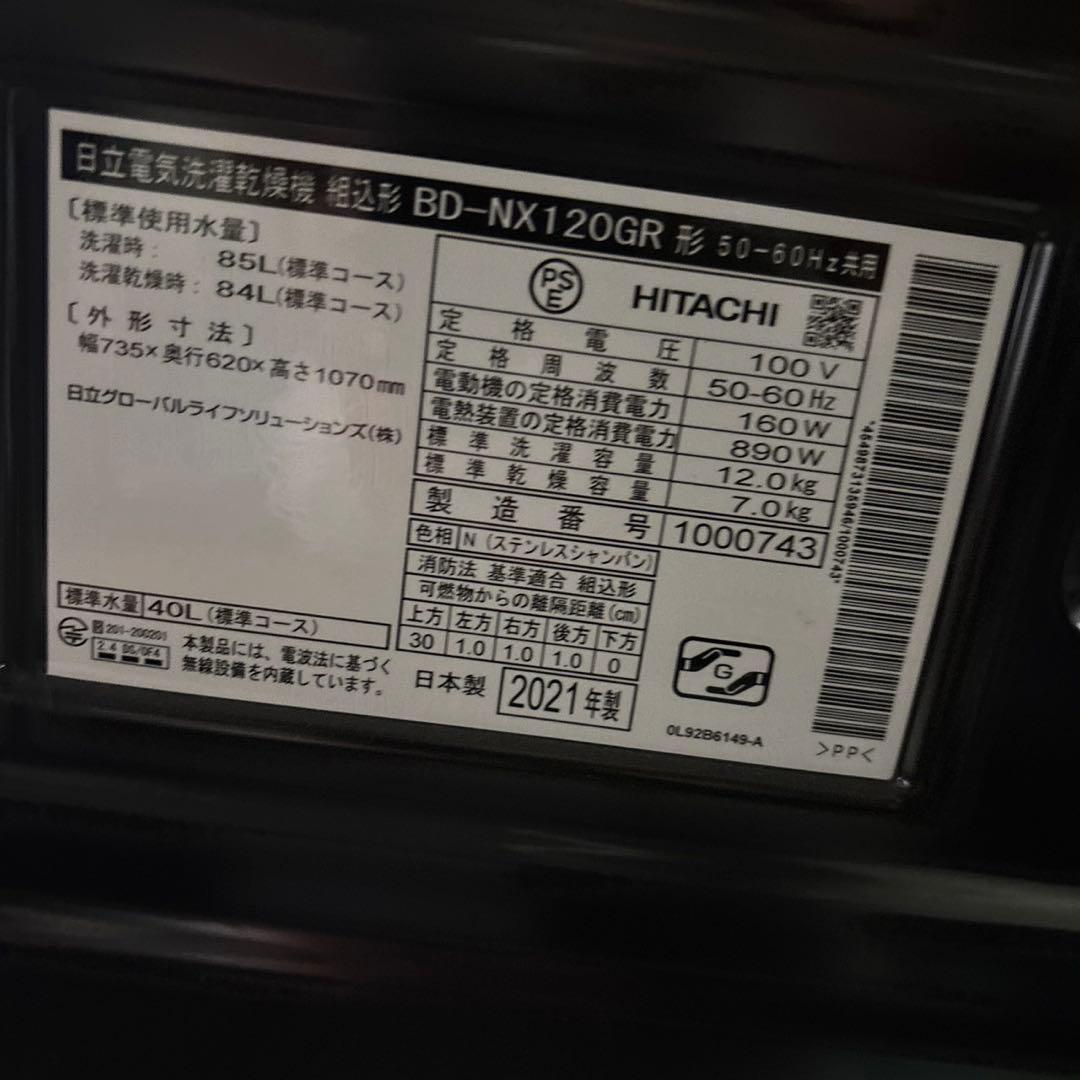 日立電気洗濯乾燥機 組込形 BD-NX120GR 形 50-60Hz共用
〔標準使用水量〕
洗濯時: 85L(標準コース)
洗濯乾燥時: 84L(標準コース)
〔外形寸法〕
幅735×奥行620×高さ1070mm
日立グローバルライフソリューションズ(株)
PSE HITACHI
定格電圧 100V
定格周波数 50-60Hz
電動機の定格消費電力 160W
電熱装置の定格消費電力 890W
標準洗濯容量 12.0kg
標準乾燥容量 7.0kg
製造番号 1000743
色相 N (ステンレスシャンパン)
消防法 基準適合 組込形
可燃物からの離隔距離(cm)
上方 左方 右方 後方 下方
30 1.0 1.0 1.0 0
標準水量 40L (標準コース)
201-200201
2.4 DS/OF4
本製品には、電波法に基づく
無線設備を内蔵しています。
日本製 2021年製
G
0L92B6149-A
>PP<